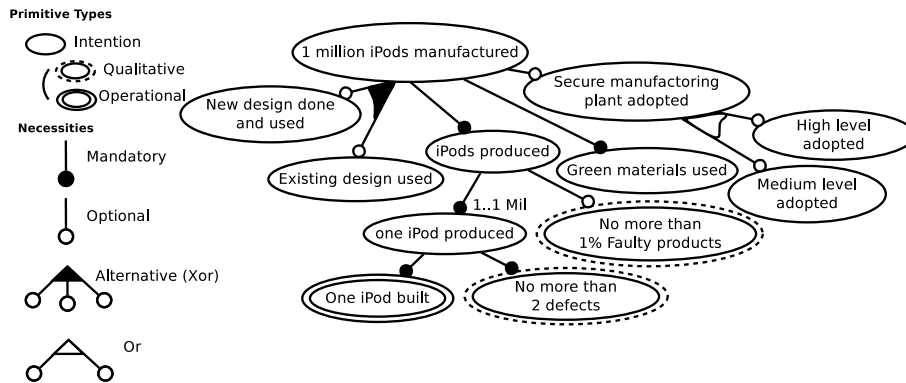 Primitive Types
Intention
Qualitative
Operational
Necessities
Mandatory
Optional
Alternative (Xor)
Or
1 million iPods manufactured
New design done
and used
Existing design used
iPods produced
Green materials used
Secure manufactoring
plant adopted
High level
adopted
Medium level
adopted
1..1 Mil
one iPod produced
No more than
1% Faulty products
One iPod built
No more than
2 defects